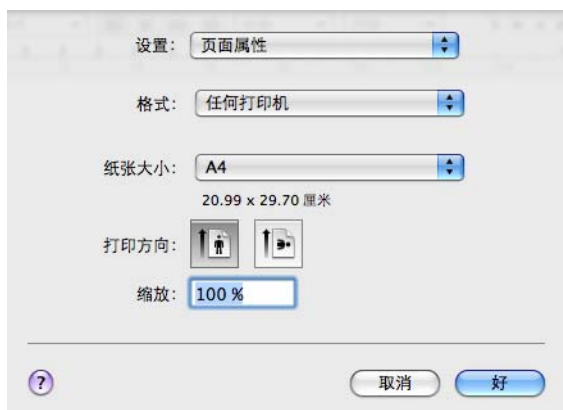 设置： 页面属性
格式： 任何打印机
纸张大小： A4
20.99 x 29.70 厘米
打印方向：
缩放： 100 %
? 取消 好